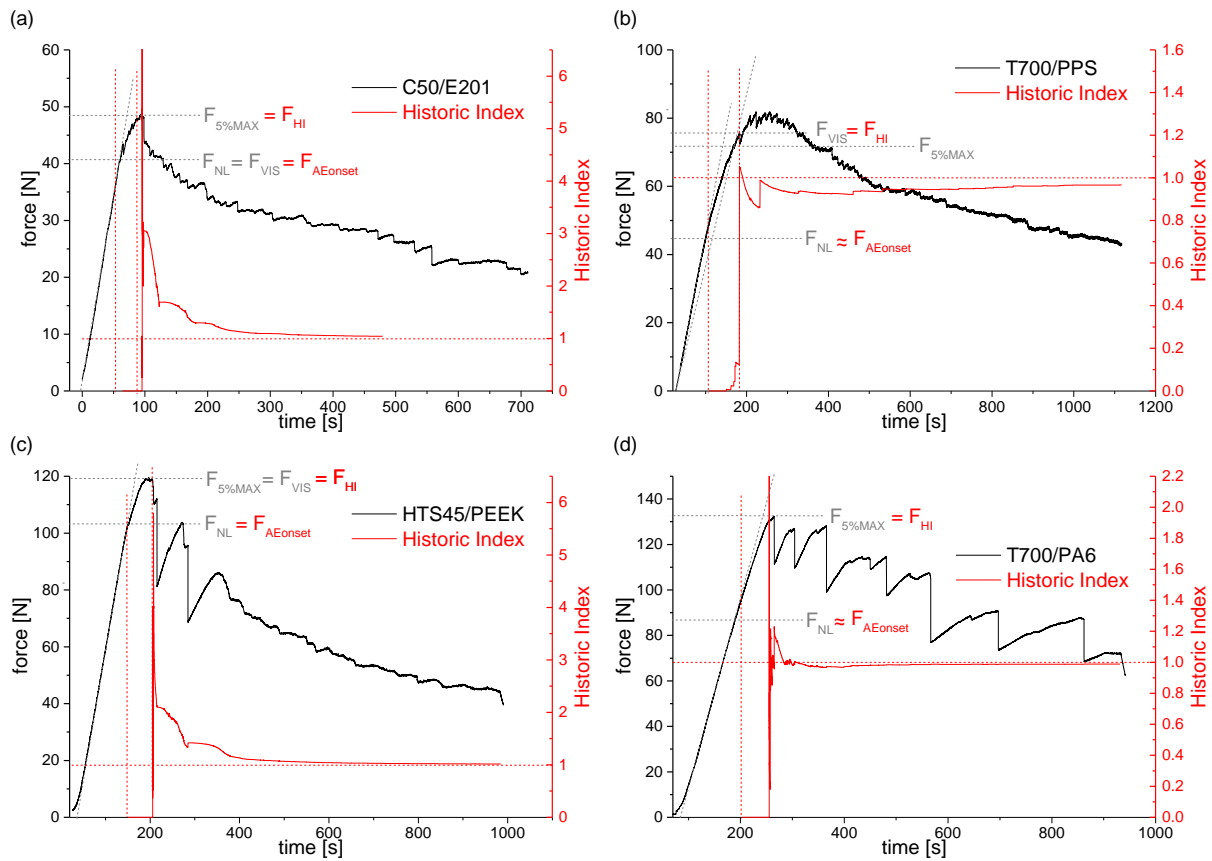 (a)
60
50
40
30
20
10
0
force [N]
0
100
200
300
400
500
600
700
time [s]
6
5
4
3
2
1
0
Historic Index
C50/E201
Historic Index
F5%MAX = FHI
FNL = FVIS = FAEonset
(b)
100
80
60
40
20
0
force [N]
200
400
600
800
1000
1200
time [s]
1.6
1.4
1.2
1.0
0.8
0.6
0.4
0.2
0.0
Historic Index
T700/PPS
Historic Index
FVIS = FHI
F5%MAX
FNL ≈ FAEonset
(c)
120
100
80
60
40
20
0
force [N]
200
400
600
800
1000
time [s]
6
5
4
3
2
1
0
Historic Index
F5%MAX = FVIS = FHI
HTS45/PEEK
FNL = FAEonset
Historic Index
(d)
140
120
100
80
60
40
20
0
force [N]
200
400
600
800
1000
time [s]
2.2
2.0
1.8
1.6
1.4
1.2
1.0
0.8
0.6
0.4
0.2
0.0
Historic Index
F5%MAX = FHI
T700/PA6
Historic Index
FNL ≈ FAEonset